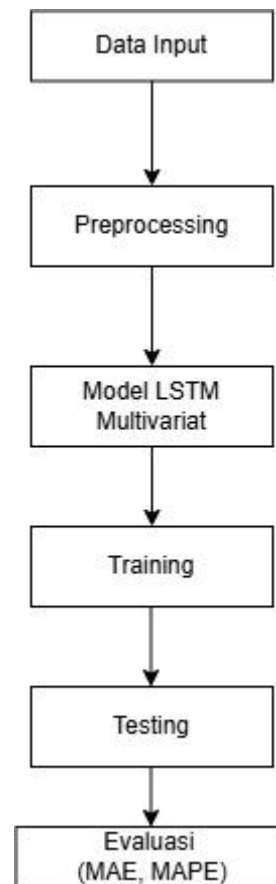 Data Input
Preprocessing
Model LSTM
Multivariat
Training
Testing
Evaluasi
(MAE, MAPE)